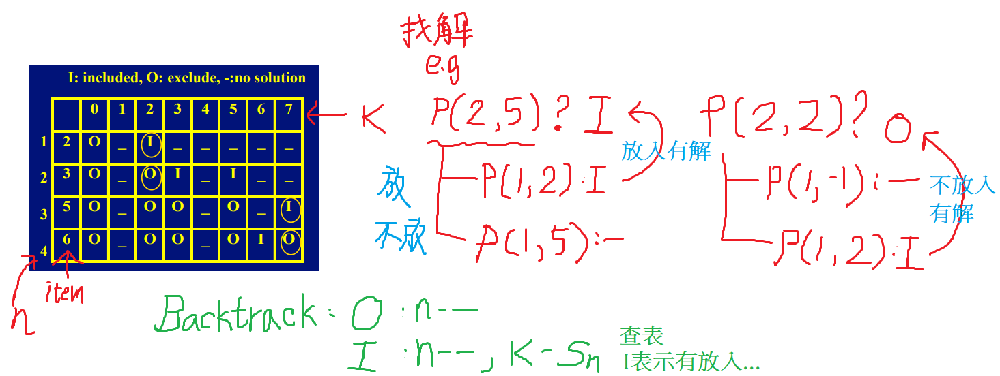 找解
e.g
I: included, O: exclude, -:no solution
0 1 2 3 4 5 6 7
1 2 O _ I _ _ _ _ _
2 3 O _ O I _ I _ _
3 5 O _ O O _ O _ I
4 6 O _ O O _ O I O
K
n
item
P(2,5)? I
放 P(1,2):I
不放 P(1,5):-
放入有解
P(2,2)? O
P(1,-1):-
P(1,2):I
不放入
有解
Backtrack: O :n--
I :n--, K-Sn
查表
I表示有放入...